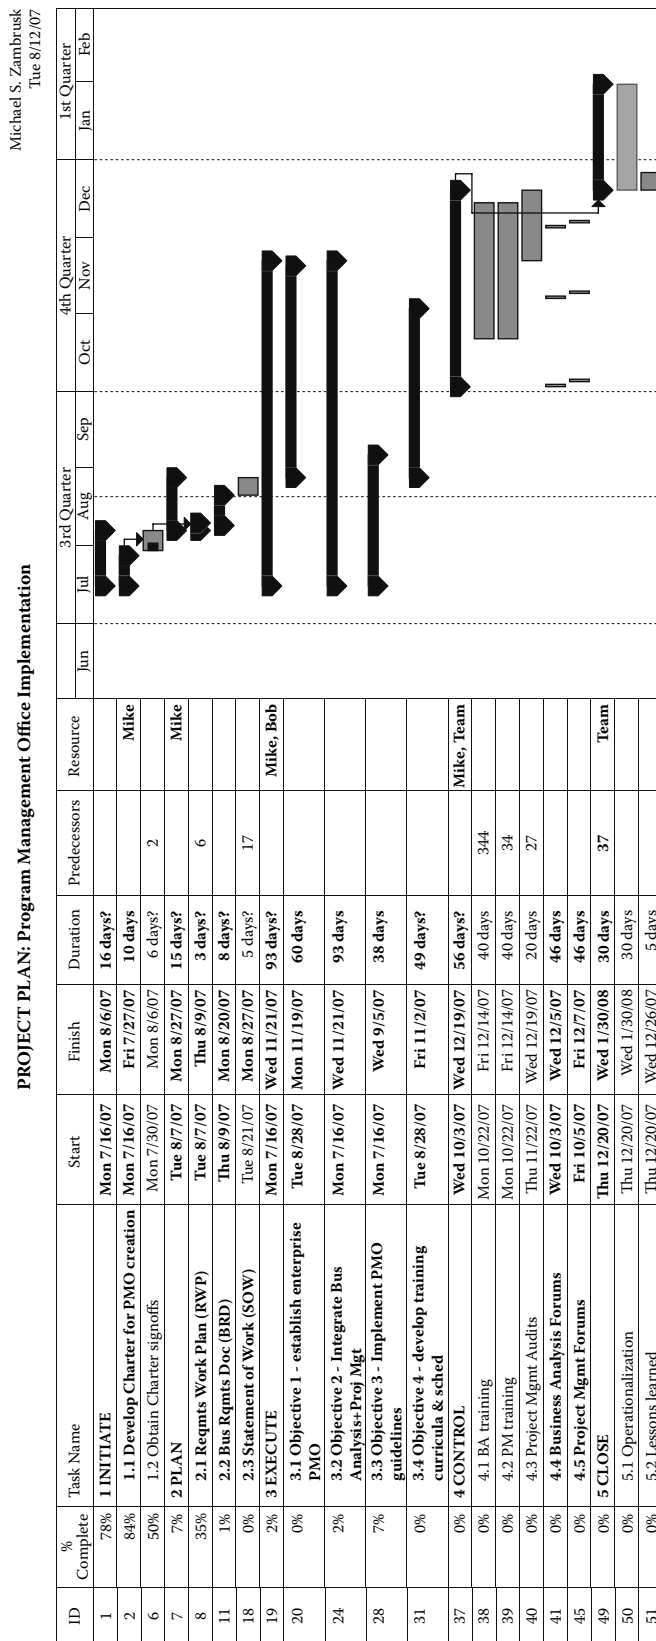 Michael S. Zambrusk
Tue 8/12/07
PROJECT PLAN: Program Management Office Implementation
ID % Complete Task Name Start Finish Duration Predecessors Resource
3rd Quarter 4th Quarter 1st Quarter
Jun Jul Aug Sep Oct Nov Dec Jan Feb
1 78% 1 INITIATE Mon 7/16/07 Mon 8/6/07 16 days?
2 84% 1.1 Develop Charter for PMO creation Mon 7/16/07 Fri 7/27/07 10 days Mike
6 50% 1.2 Obtain Charter signoffs Mon 7/30/07 Mon 8/6/07 6 days? 2
7 7% 2 PLAN Tue 8/7/07 Mon 8/27/07 15 days? Mike
8 35% 2.1 Reqmts Work Plan (RWP) Tue 8/7/07 Thu 8/9/07 3 days? 6
11 1% 2.2 Bus Rqmts Doc (BRD) Thu 8/9/07 Mon 8/20/07 8 days?
18 0% 2.3 Statement of Work (SOW) Tue 8/21/07 Mon 8/27/07 5 days? 17
19 2% 3 EXECUTE Mon 7/16/07 Wed 11/21/07 93 days? Mike, Bob
20 0% 3.1 Objective 1 - establish enterprise Tue 8/28/07 Mon 11/19/07 60 days
PMO
24 2% 3.2 Objective 2 - Integrate Bus Mon 7/16/07 Wed 11/21/07 93 days
Analysis+Proj Mgt
28 7% 3.3 Objective 3 - Implement PMO Mon 7/16/07 Wed 9/5/07 38 days
guidelines
31 0% 3.4 Objective 4 - develop training Tue 8/28/07 Fri 11/2/07 49 days?
curricula & sched
37 0% 4 CONTROL Wed 10/3/07 Wed 12/19/07 56 days? Mike, Team
38 0% 4.1 BA training Mon 10/22/07 Fri 12/14/07 40 days 344
39 0% 4.2 PM training Mon 10/22/07 Fri 12/14/07 40 days 34
40 0% 4.3 Project Mgmt Audits Thu 11/22/07 Wed 12/19/07 20 days 27
41 0% 4.4 Business Analysis Forums Wed 10/3/07 Wed 12/5/07 46 days
45 0% 4.5 Project Mgmt Forums Fri 10/5/07 Fri 12/7/07 46 days
49 0% 5 CLOSE Thu 12/20/07 Wed 1/30/08 30 days 37 Team
50 0% 5.1 Operationalization Thu 12/20/07 Wed 1/30/08 30 days
51 0% 5.2 Lessons learned Thu 12/20/07 Wed 12/26/07 5 days